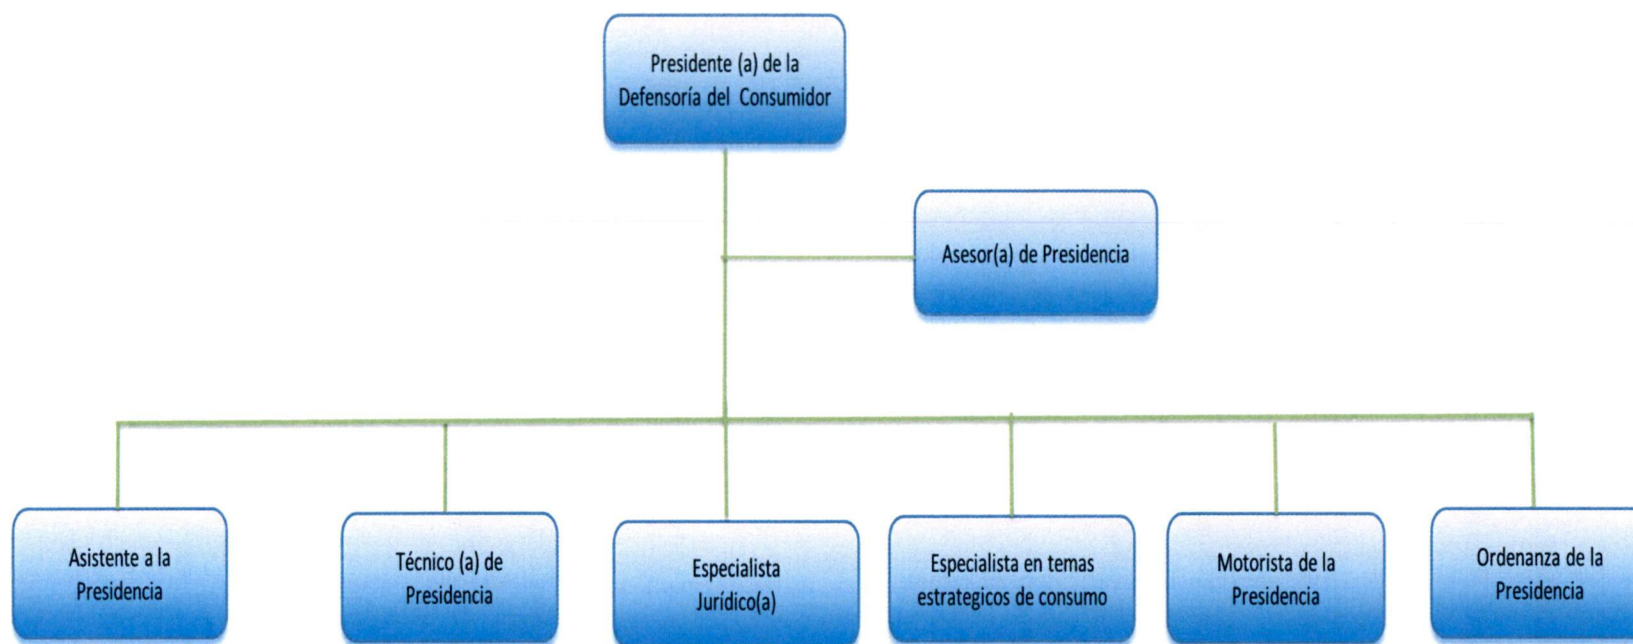 Presidente (a) de la
Defensoría del Consumidor
Asesor(a) de Presidencia
Asistente a la
Presidencia
Técnico (a) de
Presidencia
Especialista
Jurídico(a)
Especialista en temas
estrategicos de consumo
Motorista de la
Presidencia
Ordenanza de la
Presidencia